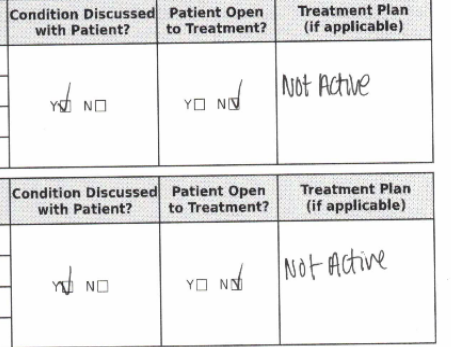 Condition Discussed with Patient? Patient Open to Treatment? Treatment Plan (if applicable)
Y☑ N☐ Y☐ N☑ Not Active
Condition Discussed with Patient? Patient Open to Treatment? Treatment Plan (if applicable)
Y☑ N☐ Y☐ N☑ Not Active